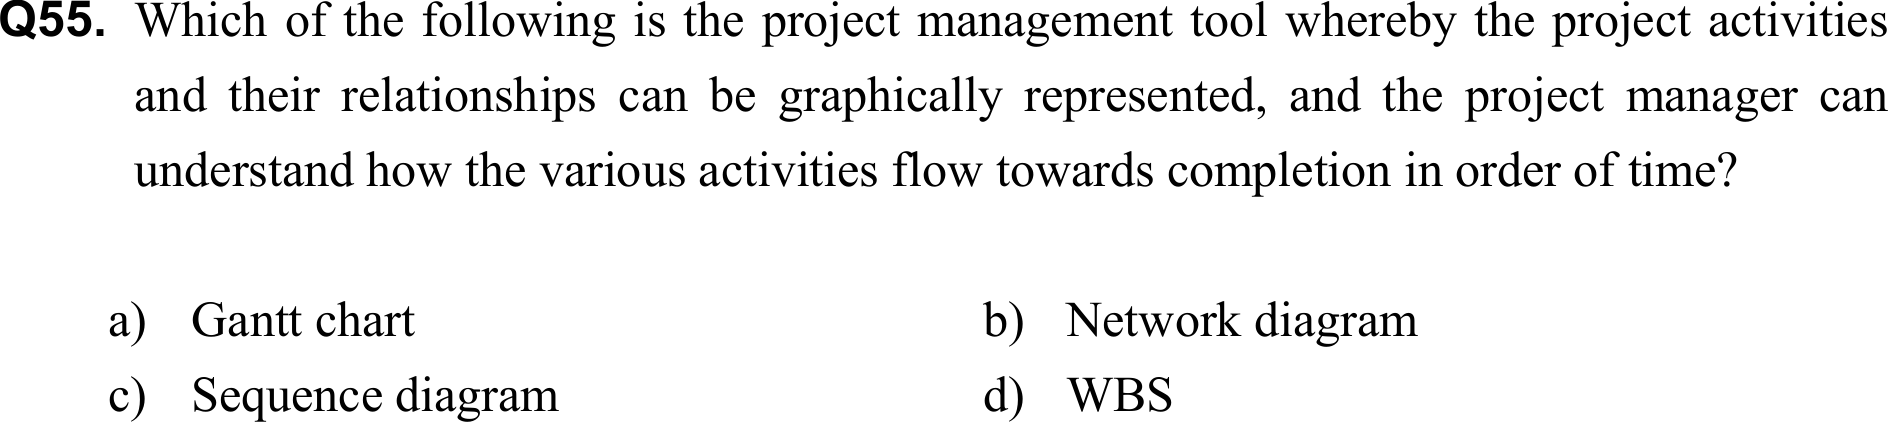 Q55. Which of the following is the project management tool whereby the project activities
and their relationships can be graphically represented, and the project manager can
understand how the various activities flow towards completion in order of time?
a) Gantt chart b) Network diagram
c) Sequence diagram d) WBS